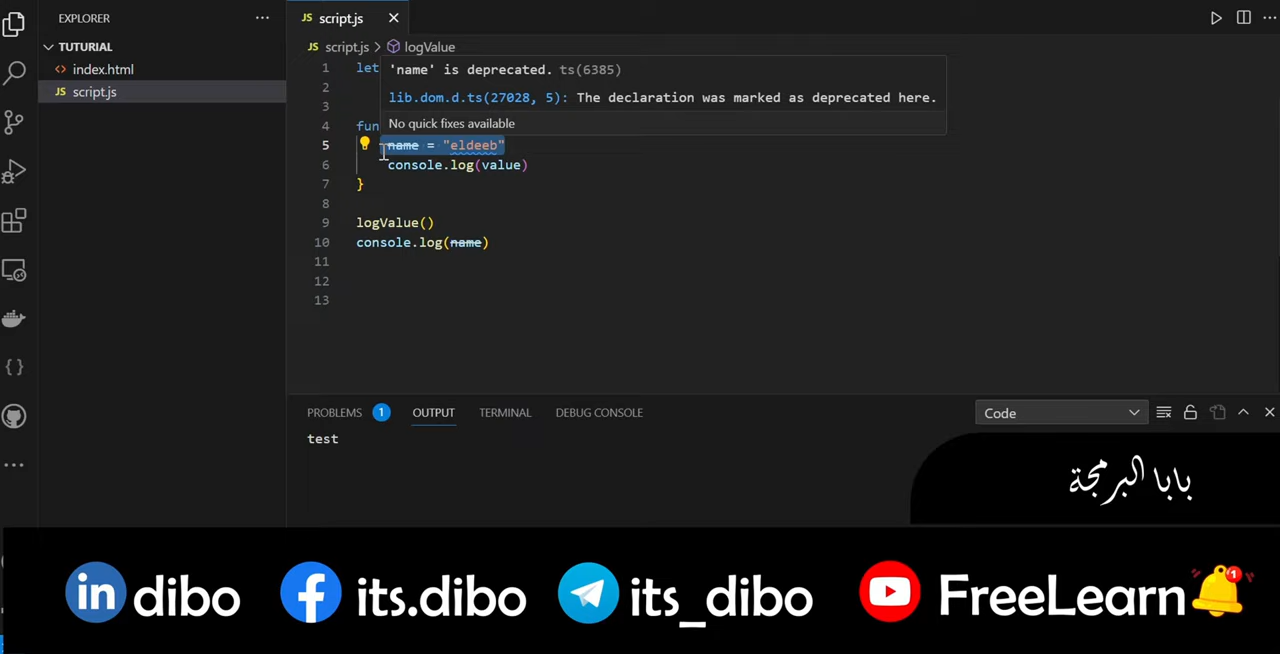 EXPLORER
script.js
TUTURIAL
script.js > logValue
index.html
script.js
1 let
'name' is deprecated. ts(6385)
2
lib.dom.d.ts(27028, 5): The declaration was marked as deprecated here.
3
No quick fixes available
4 fun
5 name = "eldeeb"
6 console.log(value)
7 }
8
9 logValue()
10 console.log(name)
11
12
13
PROBLEMS 1 OUTPUT TERMINAL DEBUG CONSOLE Code
test
بابا البرمجة
in dibo its.dibo its_dibo FreeLearn 1